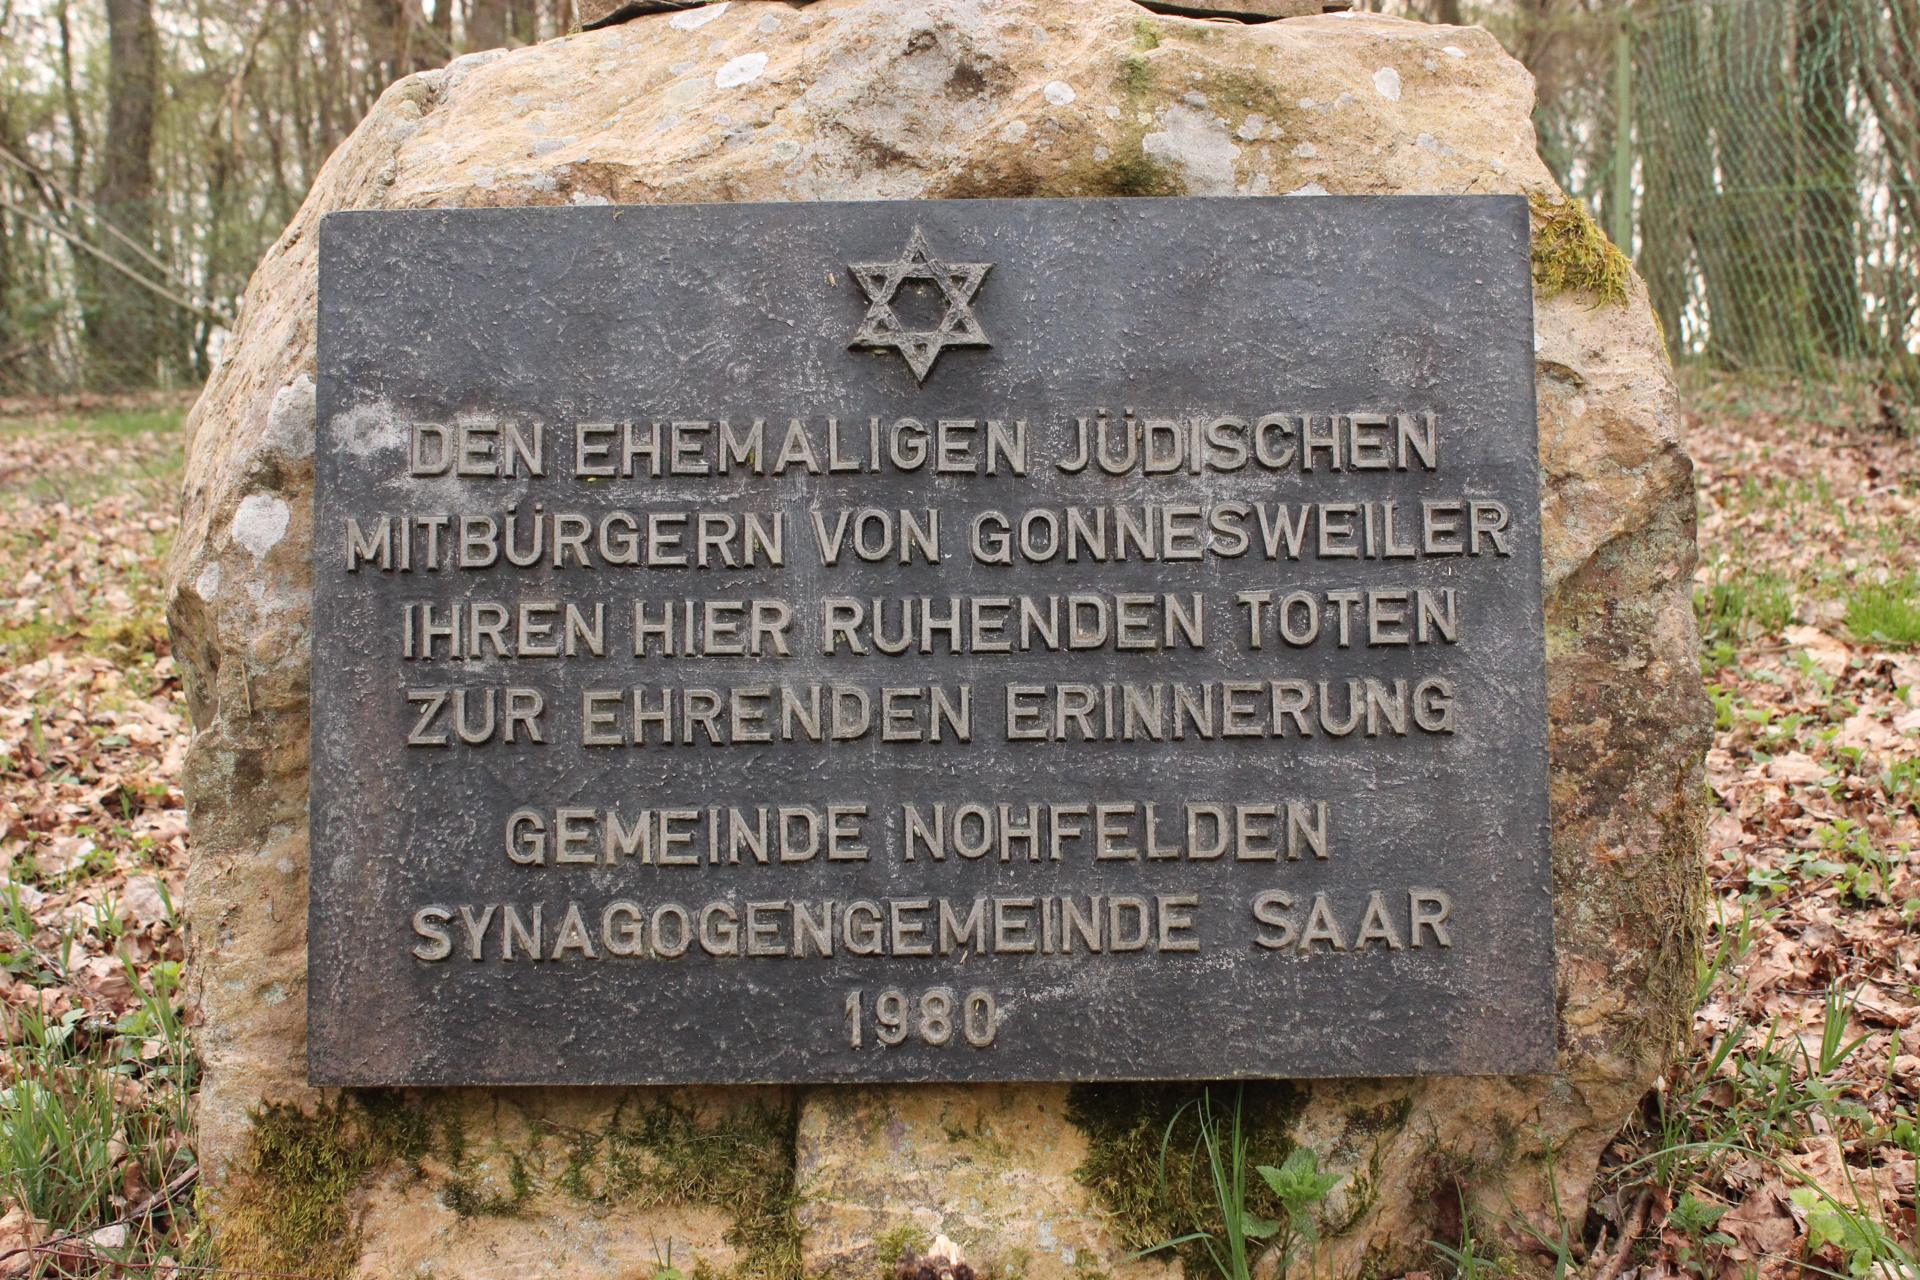 DEN EHEMALIGEN JÜDISCHEN
MITBÜRGERN VON GONNESWEILER
IHREN HIER RUHENDEN TOTEN
ZUR EHRENDEN ERINNERUNG
GEMEINDE NOHFELDEN
SYNAGOGENGEMEINDE SAAR
1980